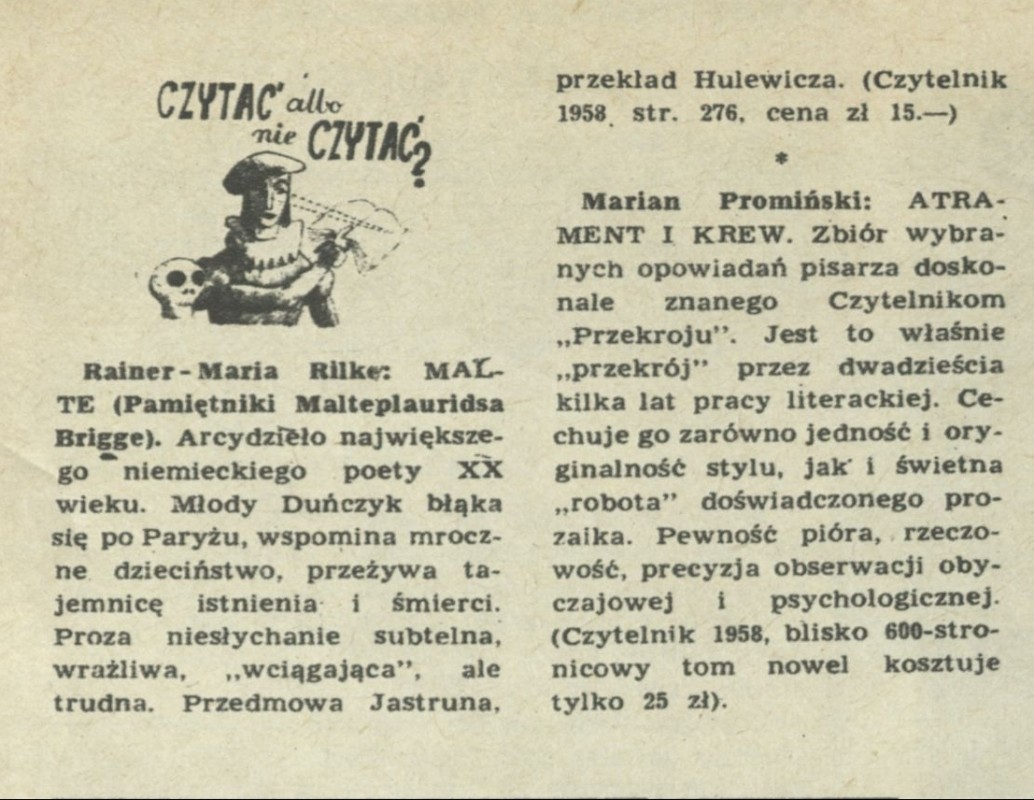 CZYTAĆ albo
nie CZYTAĆ?
Rainer-Maria Rilke: MAL-
TE (Pamiętniki Malteplauridsa
Brigge). Arcydzieło największe-
go niemieckiego poety XX
wieku. Młody Duńczyk błąka
się po Paryżu, wspomina mrocz-
ne dzieciństwo, przeżywa ta-
jemnicę istnienia i śmierci.
Proza niesłychanie subtelna,
wrażliwa, „wciągająca”, ale
trudna. Przedmowa Jastruna,
przekład Hulewicza. (Czytelnik
1958 str. 276, cena zł 15.—)
*
Marian Promiński: ATRA-
MENT I KREW. Zbiór wybra-
nych opowiadań pisarza dosko-
nale znanego Czytelnikom
„Przekroju”. Jest to właśnie
„przekrój” przez dwadzieścia
kilka lat pracy literackiej. Ce-
chuje go zarówno jedność i ory-
ginalność stylu, jak i świetna
„robota” doświadczonego pro-
zaika. Pewność pióra, rzeczo-
wość, precyzja obserwacji oby-
czajowej i psychologicznej.
(Czytelnik 1958, blisko 600-stro-
nicowy tom nowel kosztuje
tylko 25 zł).